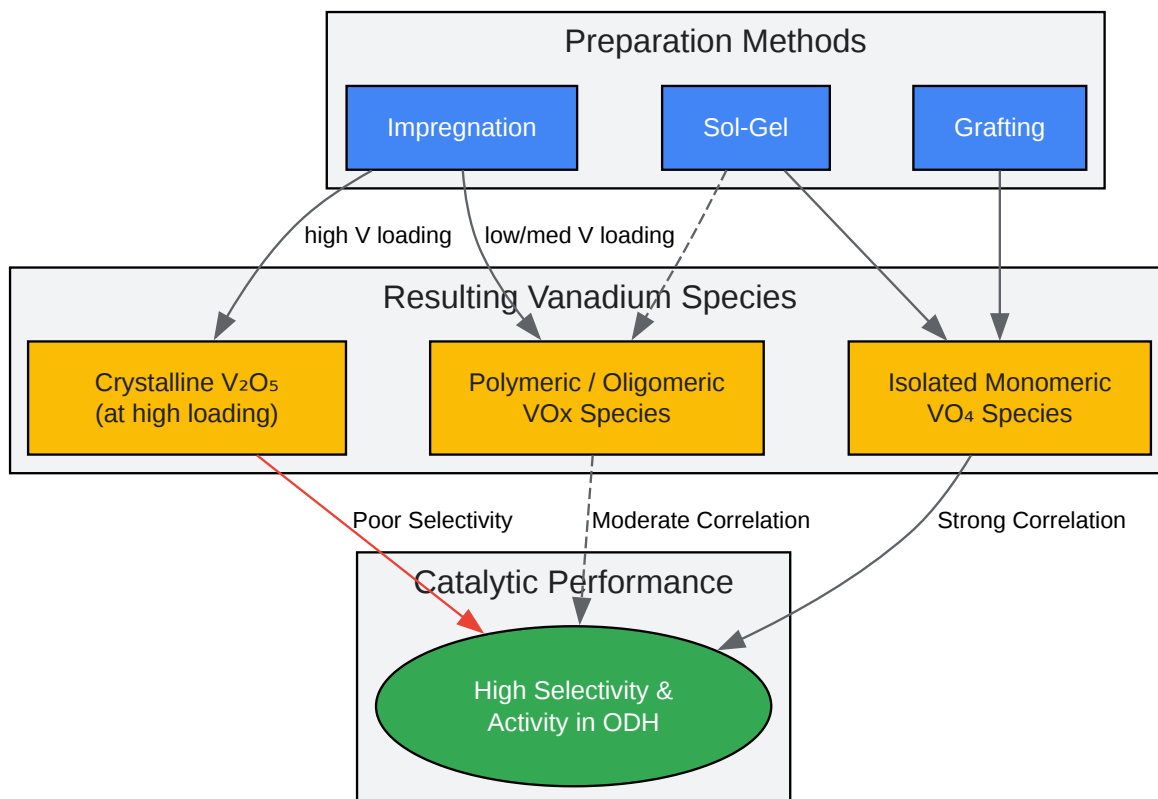 Preparation Methods
Impregnation
Sol-Gel
Grafting
high V loading
low/med V loading
Resulting Vanadium Species
Crystalline V₂O₅
(at high loading)
Polymeric / Oligomeric
VOx Species
Isolated Monomeric
VO₄ Species
Poor Selectivity
Moderate Correlation
Strong Correlation
Catalytic Performance
High Selectivity &
Activity in ODH